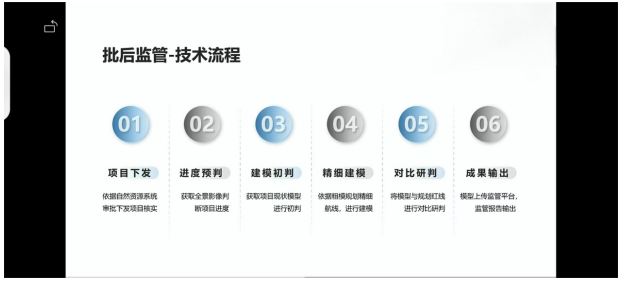 批后监管-技术流程
01
02
03
04
05
06
项目下发
进度预判
建模初判
精细建模
对比研判
成果输出
依据自然资源系统
审批下发项目核实
获取全景影像判
断项目进度
获取项目现状模型
进行初判
依据粗模规划精细
航线，进行建模
将模型与规划红线
进行对比研判
模型上传监管平台，
监管报告输出